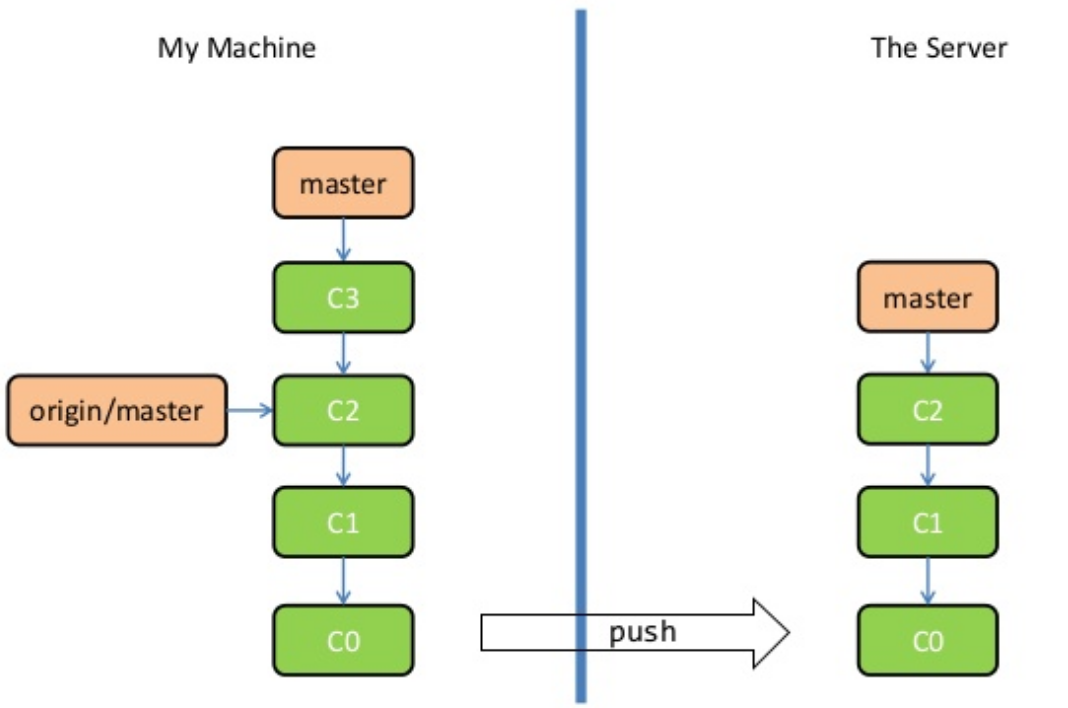 My Machine
The Server
master
C3
master
origin/master
C2
C2
C1
C1
C0
push
C0